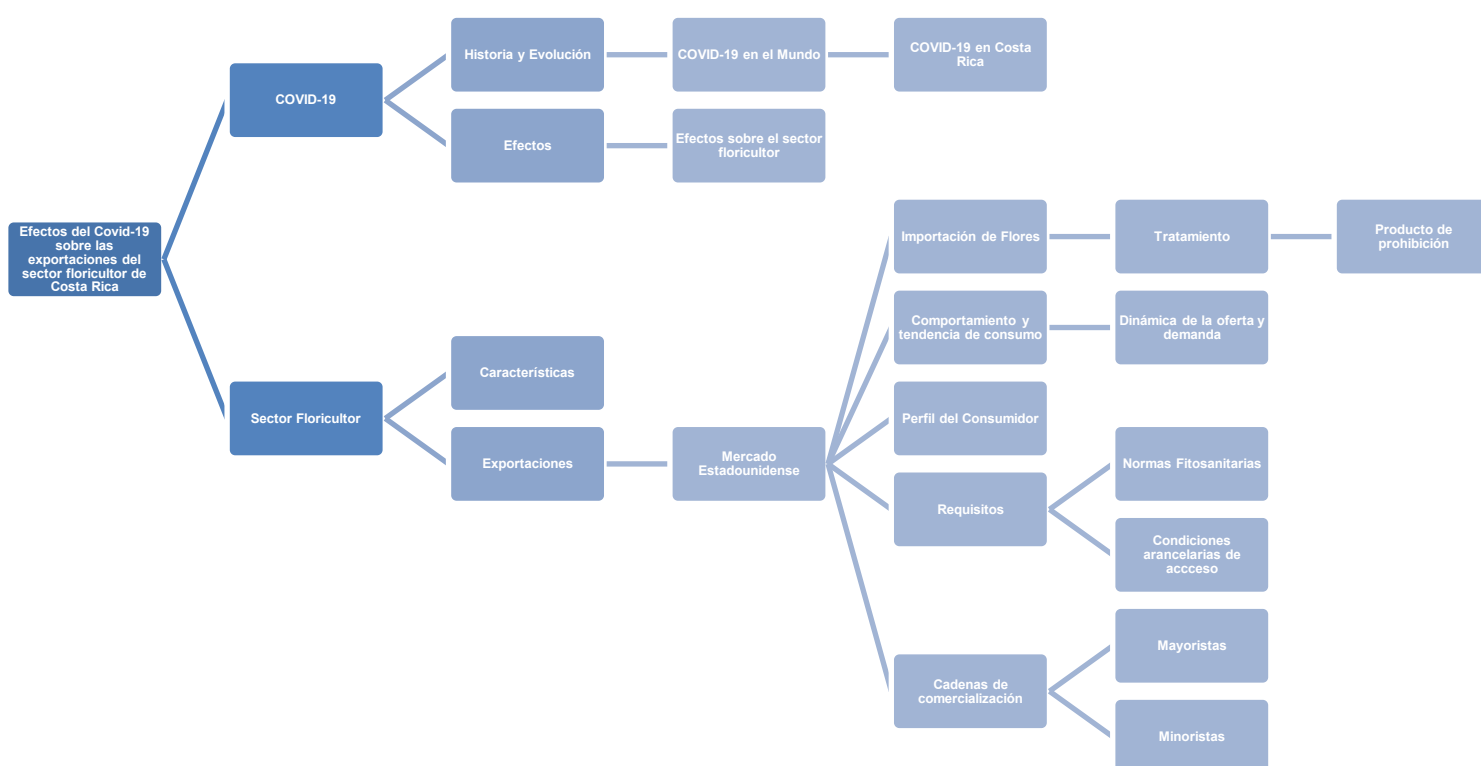 Efectos del Covid-19
sobre las
exportaciones del
sector floricultor de
Costa Rica
COVID-19
Historia y Evolución
COVID-19 en el Mundo
COVID-19 en Costa
Rica
Efectos
Efectos sobre el sector
floricultor
Sector Floricultor
Características
Exportaciones
Mercado
Estadounidense
Importación de Flores
Tratamiento
Producto de
prohibición
Comportamiento y
tendencia de consumo
Dinámica de la oferta y
demanda
Perfil del Consumidor
Requisitos
Normas Fitosanitarias
Condiciones
arancelarias de
accceso
Cadenas de
comercialización
Mayoristas
Minoristas